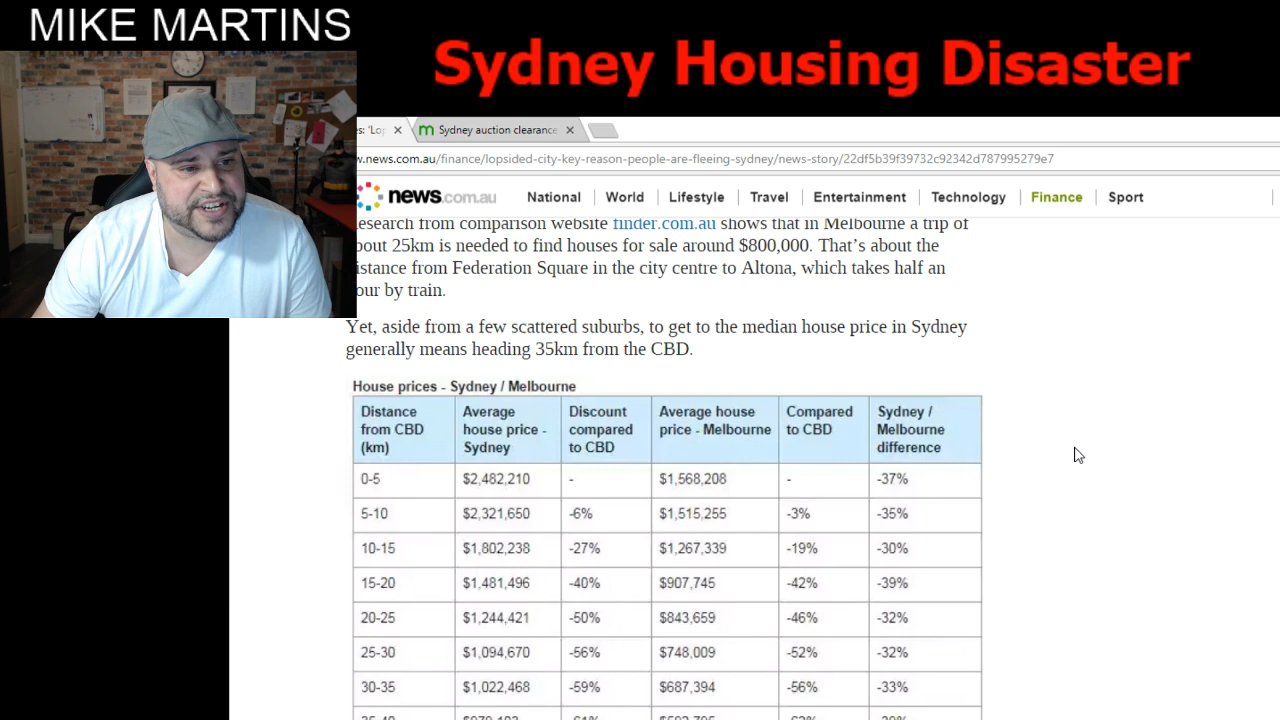 MIKE MARTINS
Sydney Housing Disaster
Sydney auction clearance
w.news.com.au/finance/lopsided-city-key-reason-people-are-fleeing-sydney/news-story/22df5b39f39732c92342d787995279e7
news.com.au National World Lifestyle Travel Entertainment Technology Finance Sport
esearch from comparison website finder.com.au shows that in Melbourne a trip of
bout 25km is needed to find houses for sale around $800,000. That’s about the
istance from Federation Square in the city centre to Altona, which takes half an
our by train.
Yet, aside from a few scattered suburbs, to get to the median house price in Sydney
generally means heading 35km from the CBD.
House prices - Sydney / Melbourne
Distance from CBD (km) Average house price - Sydney Discount compared to CBD Average house price - Melbourne Compared to CBD Sydney / Melbourne difference
0-5 $2,482,210 - $1,568,208 - -37%
5-10 $2,321,650 -6% $1,515,255 -3% -35%
10-15 $1,802,238 -27% $1,267,339 -19% -30%
15-20 $1,481,496 -40% $907,745 -42% -39%
20-25 $1,244,421 -50% $843,659 -46% -32%
25-30 $1,094,670 -56% $748,009 -52% -32%
30-35 $1,022,468 -59% $687,394 -56% -33%